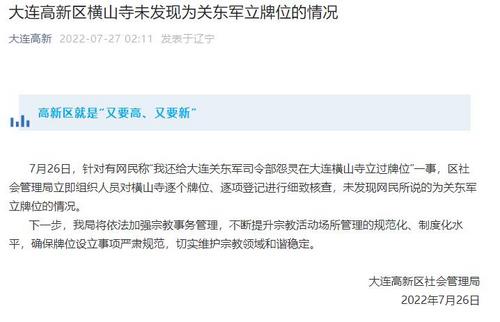 大连高新区横山寺未发现为关东军立牌位的情况
大连高新 2022-07-27 02:11 发表于辽宁
高新区就是“又要高、又要新”
7月26日，针对有网民称“我还给大连关东军司令部怨灵在大连横山寺立过牌位”一事，区社
会管理局立即组织人员对横山寺逐个牌位、逐项登记进行细致核查，未发现网民所说的为关东军
立牌位的情况。
下一步，我局将依法加强宗教事务管理，不断提升宗教活动场所管理的规范化、制度化水
平，确保牌位设立事项严肃规范，切实维护宗教领域和谐稳定。
大连高新区社会管理局
2022年7月26日